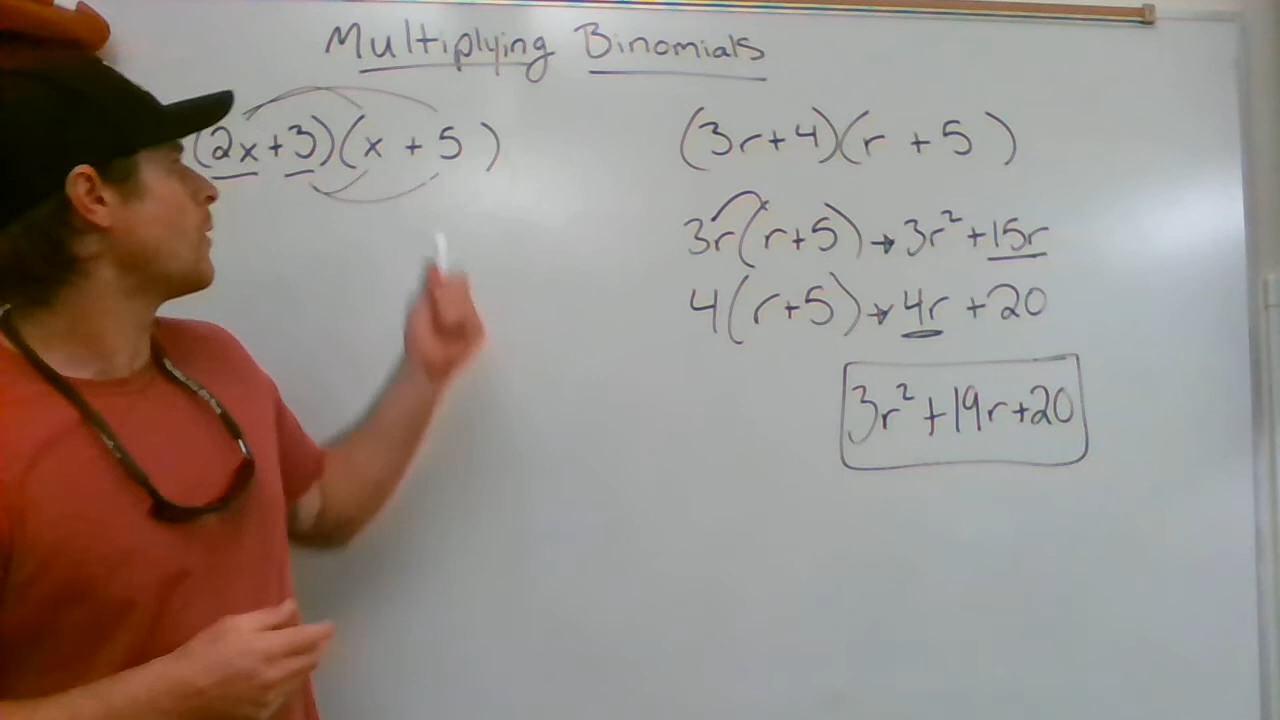 Multiplying Binomials
(2x+3)(x + 5)
(3r+4)(r + 5)
3r(r+5)→3r²+15r
4(r+5)→4r +20
3r²+19r+20